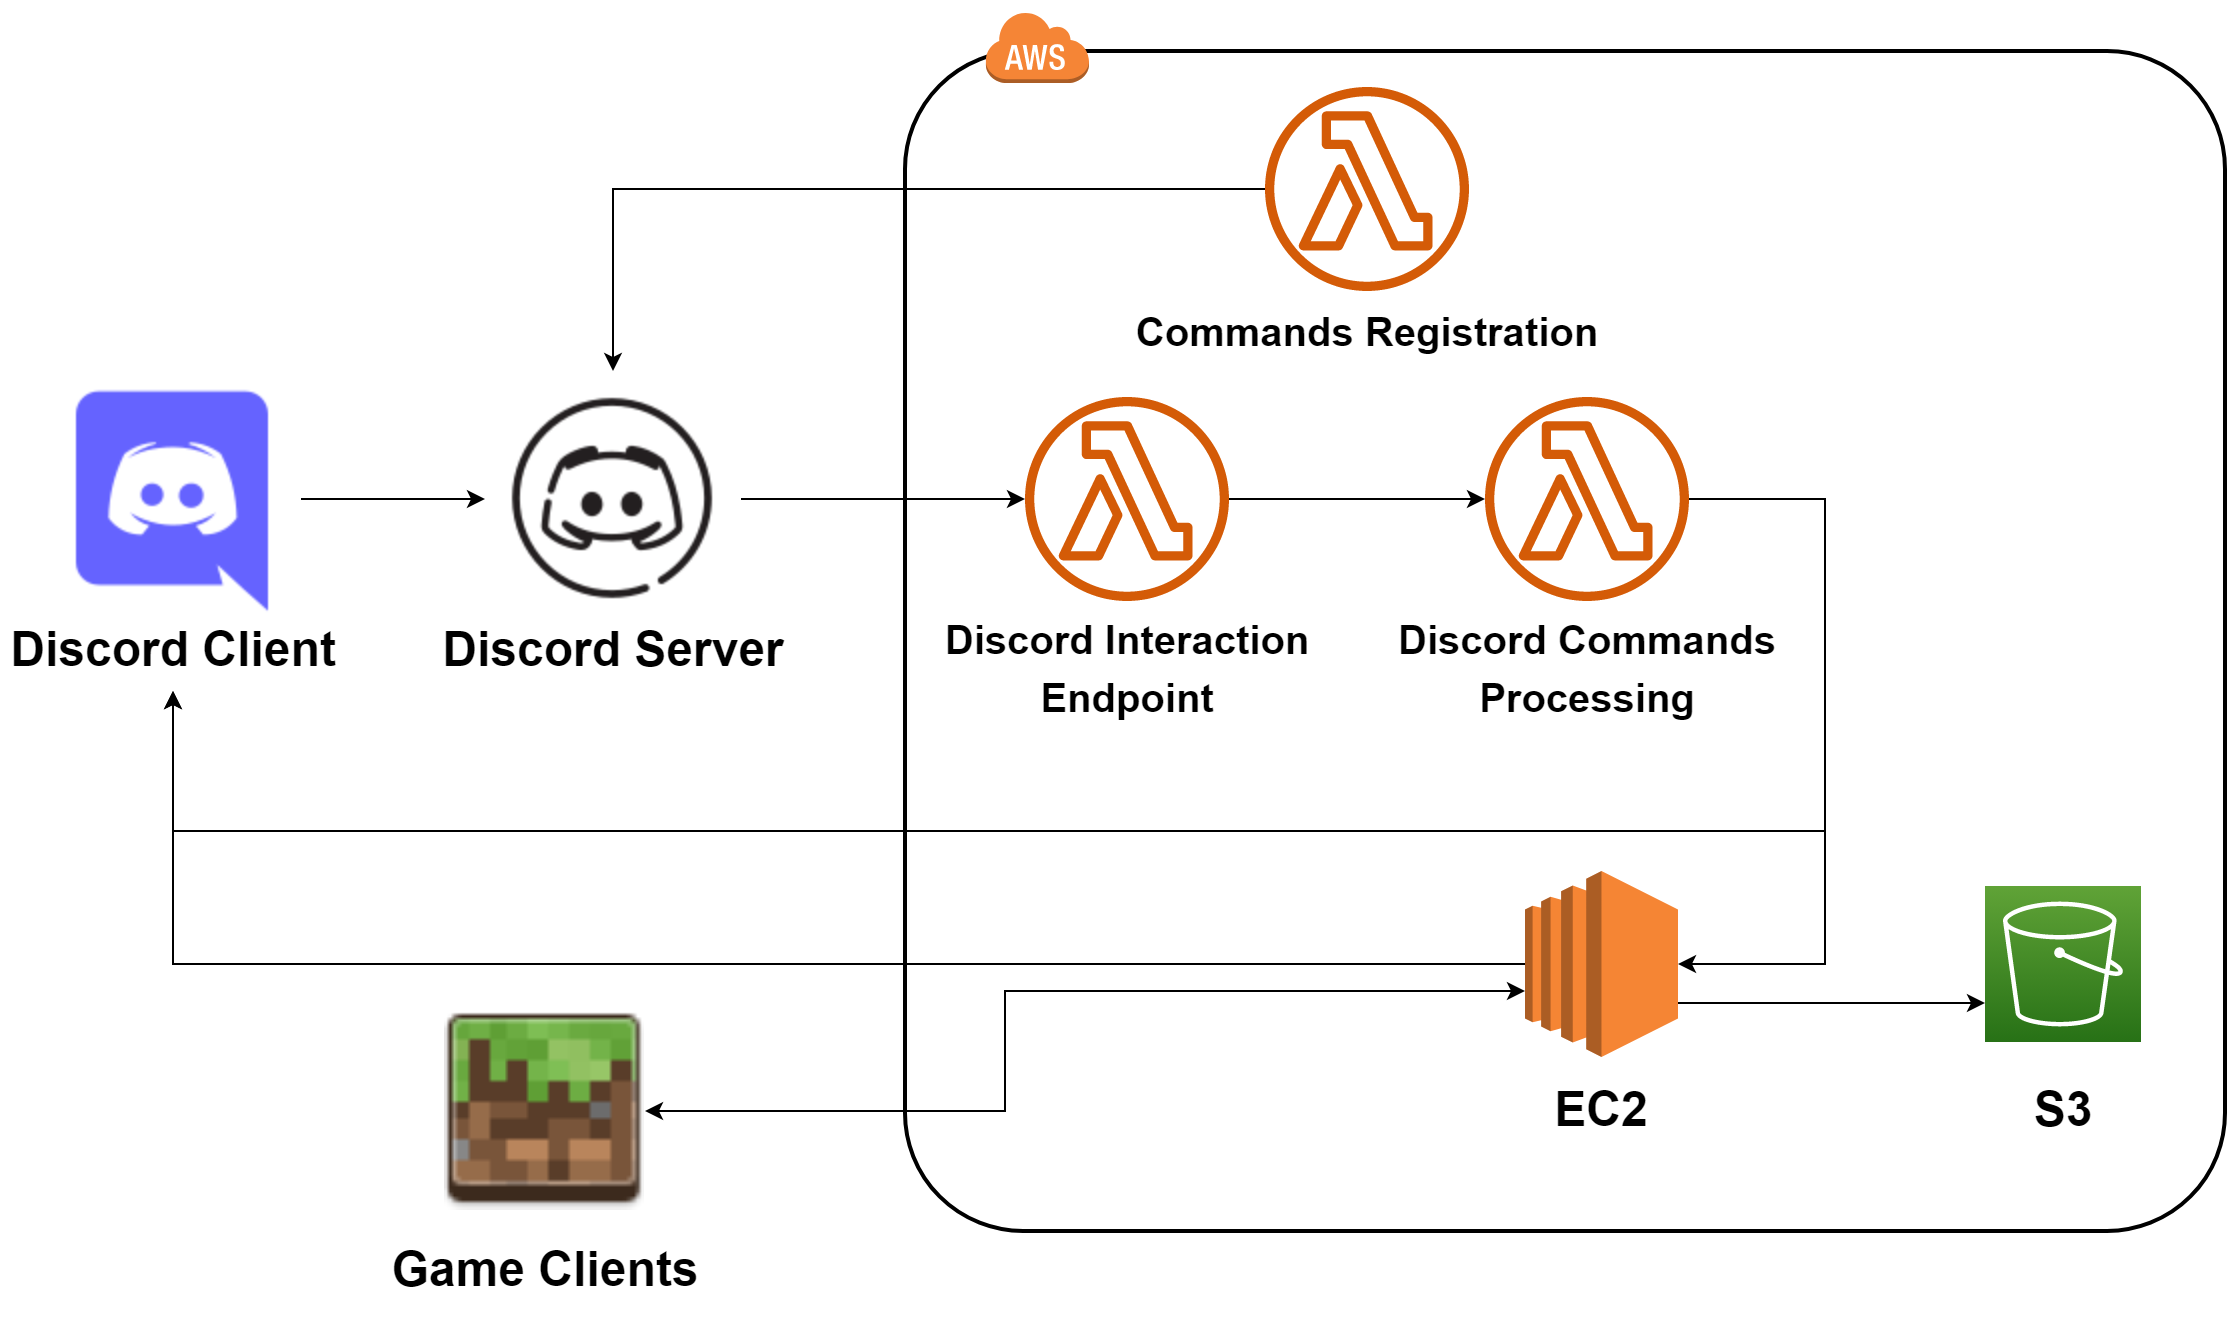 AWS
Commands Registration
Discord Client
Discord Server
Discord Interaction
Endpoint
Discord Commands
Processing
EC2
S3
Game Clients